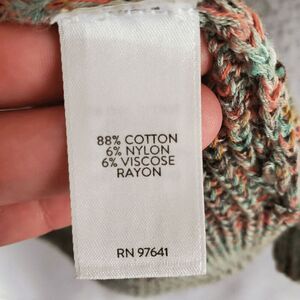 88% COTTON
6% NYLON
6% VISCOSE
RAYON
RN 97641